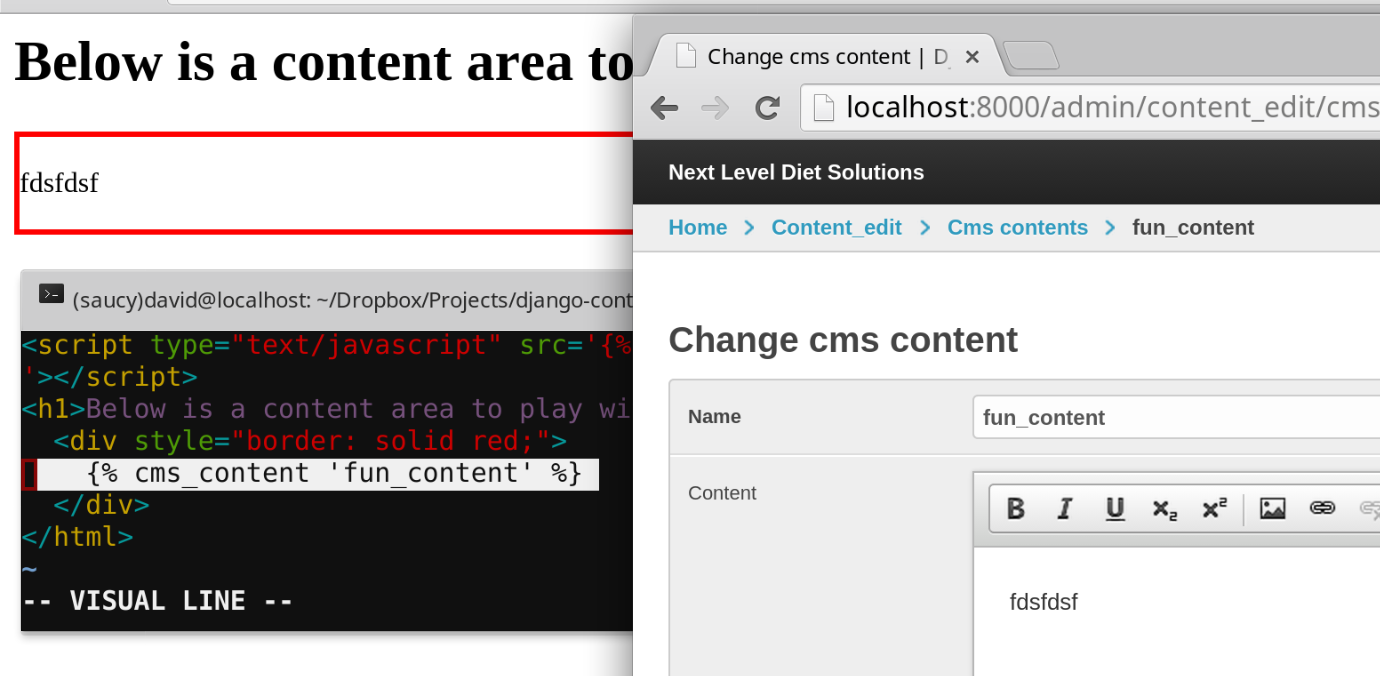 Below is a content area to
fdsfdsf
(saucy)david@localhost: ~/Dropbox/Projects/django-cont
<script type="text/javascript" src='{%
'></script>
<h1>Below is a content area to play wi
<div style="border: solid red;">
{% cms_content 'fun_content' %}
</div>
</html>
~
-- VISUAL LINE --
Change cms content | D
localhost:8000/admin/content_edit/cms
Next Level Diet Solutions
Home > Content_edit > Cms contents > fun_content
Change cms content
Name fun_content
Content
B I U x₂ x²
fdsfdsf